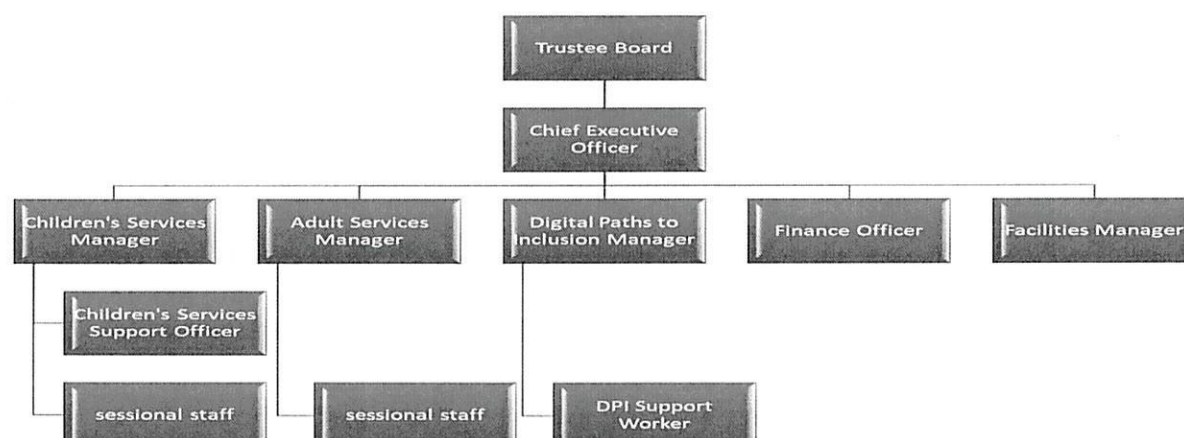 Trustee Board
Chief Executive
Officer
Children's Services
Manager
Adult Services
Manager
Digital Paths to
Inclusion Manager
Finance Officer
Facilities Manager
Children's Services
Support Officer
sessional staff
sessional staff
DPI Support
Worker